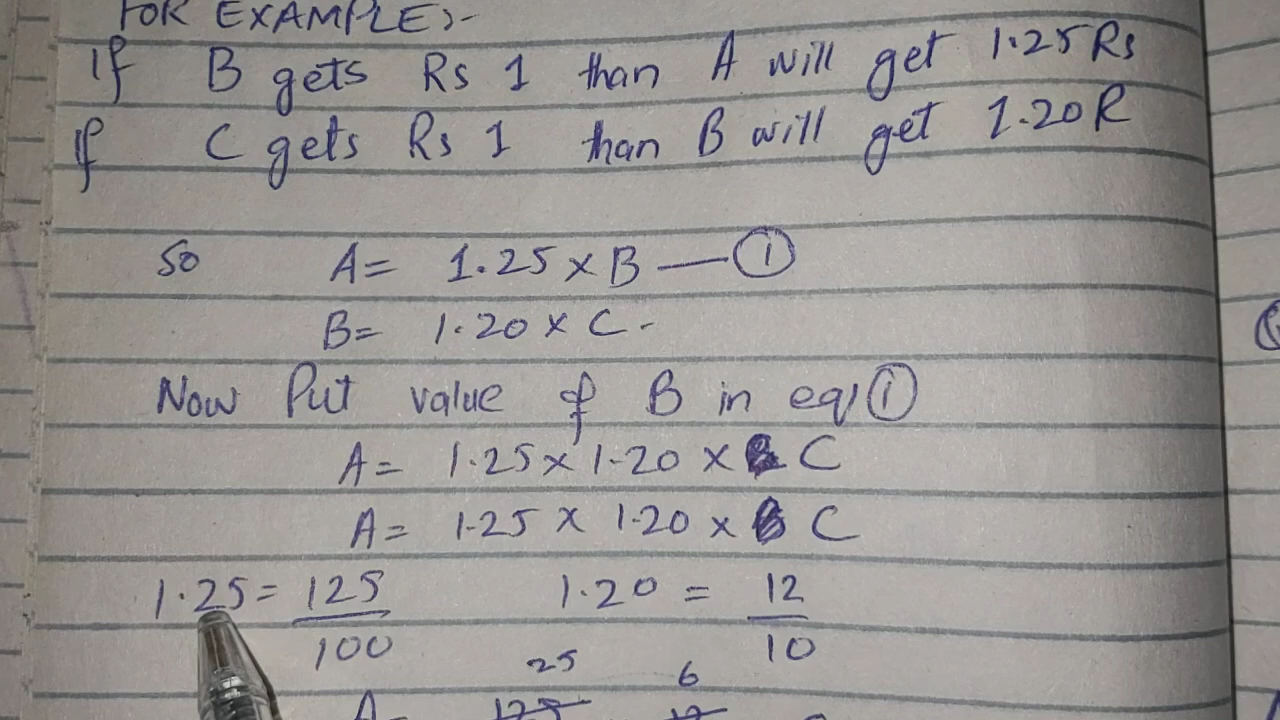 FOR EXAMPLE:-
If B gets Rs 1 than A will get 1.25 Rs
If C gets Rs 1 than B will get 1.20 R
So A = 1.25 × B — ①
B = 1.20 × C -
Now Put value of B in eq ①
A = 1.25 × 1.20 × C
A = 1.25 × 1.20 × C
1.25 = 125/100 1.20 = 12/10
25 6
A